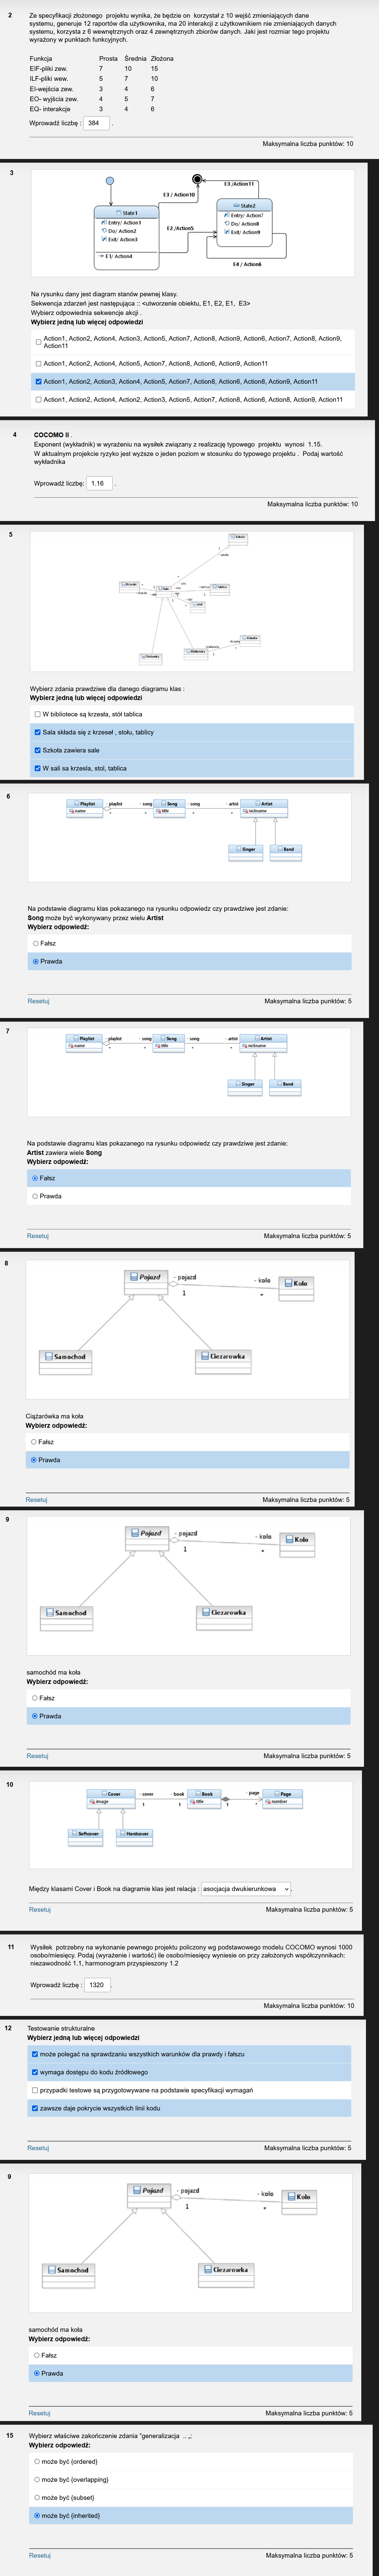 2
Ze specyfikacji złożonego projektu wynika, że będzie on korzystał z 10 wejść zmieniających dane
systemu, generuje 12 raportów dla użytkownika, ma 20 interakcji z użytkownikiem nie zmieniających danych
systemu, korzysta z 6 wewnętrznych oraz 4 zewnętrznych zbiorów danych. Jaki jest rozmiar tego projektu
wyrażony w punktach funkcyjnych.
Funkcja Prosta Średnia Złożona
EIF-pliki zew. 7 10 15
ILF-pliki wew. 5 7 10
EI-wejścia zew. 3 4 6
EO- wyjścia zew. 4 5 7
EQ- interakcje 3 4 6
Wprowadź liczbę : 384 .
Maksymalna liczba punktów: 10
3
E3 / Action10
E3 /Action11
State1
Entry/ Action1
Do/ Action2
Exit/ Action3
E1/ Action4
E2 /Action5
State2
Entry/ Action7
Do/ Action8
Exit/ Action9
E4 / Action6
Na rysunku dany jest diagram stanów pewnej klasy.
Sekwencja zdarzeń jest następująca :: <utworzenie obiektu, E1, E2, E1, E3>
Wybierz odpowiednia sekwencje akcji .
Wybierz jedną lub więcej odpowiedzi
Action1, Action2, Action4, Action3, Action5, Action7, Action8, Action9, Action6, Action7, Action8, Action9,
Action11
Action1, Action2, Action4, Action5, Action7, Action8, Action6, Action9, Action11
Action1, Action2, Action3, Action4, Action5, Action7, Action8, Action6, Action8, Action9, Action11
Action1, Action2, Action4, Action2, Action3, Action5, Action7, Action8, Action6, Action8, Action9, Action11
4
COCOMO II .
Exponent (wykładnik) w wyrażeniu na wysiłek związany z realizację typowego projektu wynosi 1.15.
W aktualnym projekcie ryzyko jest wyższe o jeden poziom w stosunku do typowego projektu . Podaj wartość
wykładnika
Wprowadź liczbę: 1.16 .
Maksymalna liczba punktów: 10
5
Wybierz zdania prawdziwe dla danego diagramu klas :
Wybierz jedną lub więcej odpowiedzi
W bibliotece są krzesła, stół tablica
Sala składa się z krzeseł , stołu, tablicy
Szkoła zawiera sale
W sali sa krzesla, stol, tablica
6
Playlist
name
- playlist
*
- song
*
Song
title
- song
*
- artist
*
Artist
nickname
Singer
Band
Na podstawie diagramu klas pokazanego na rysunku odpowiedz czy prawdziwe jest zdanie:
Song może być wykonywany przez wielu Artist
Wybierz odpowiedź:
Fałsz
Prawda
Resetuj
Maksymalna liczba punktów: 5
7
Playlist
name
- playlist
*
- song
*
Song
title
- song
*
- artist
*
Artist
nickname
Singer
Band
Na podstawie diagramu klas pokazanego na rysunku odpowiedz czy prawdziwe jest zdanie:
Artist zawiera wiele Song
Wybierz odpowiedź:
Fałsz
Prawda
Resetuj
Maksymalna liczba punktów: 5
8
Pojazd
- pojazd
1
- koło
*
Koło
Samochod
Ciezarowka
Ciążarówka ma koła
Wybierz odpowiedź:
Fałsz
Prawda
Resetuj
Maksymalna liczba punktów: 5
9
Pojazd
- pojazd
1
- koło
*
Koło
Samochod
Ciezarowka
samochód ma koła
Wybierz odpowiedź:
Fałsz
Prawda
Resetuj
Maksymalna liczba punktów: 5
10
Cover
image
- cover
1
- book
1
Book
title
1
- page
*
Page
number
Softcover
Hardcover
Między klasami Cover i Book na diagramie klas jest relacja : asocjacja dwukierunkowa .
Resetuj
Maksymalna liczba punktów: 5
11
Wysiłek potrzebny na wykonanie pewnego projektu policzony wg podstawowego modelu COCOMO wynosi 1000
osobo/miesięcy. Podaj (wyrażenie i wartość) ile osobo/miesięcy wyniesie on przy założonych współczynnikach:
niezawodność 1.1, harmonogram przyspieszony 1.2
Wprowadź liczbę : 1320 .
Maksymalna liczba punktów: 10
12
Testowanie strukturalne
Wybierz jedną lub więcej odpowiedzi
może polegać na sprawdzaniu wszystkich warunków dla prawdy i fałszu
wymaga dostępu do kodu źródłowego
przypadki testowe są przygotowywane na podstawie specyfikacji wymagań
zawsze daje pokrycie wszystkich linii kodu
Resetuj
Maksymalna liczba punktów: 5
9
Pojazd
- pojazd
1
- koło
*
Koło
Samochod
Ciezarowka
samochód ma koła
Wybierz odpowiedź:
Fałsz
Prawda
Resetuj
Maksymalna liczba punktów: 5
15
Wybierz właściwe zakończenie zdania "generalizacja .. „:
Wybierz odpowiedź:
może być {ordered}
może być {overlapping}
może być {subset}
może być {inherited}
Resetuj
Maksymalna liczba punktów: 5